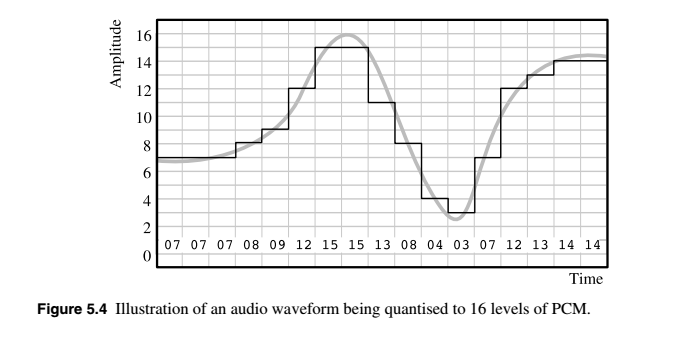 Amplitude
16
14
12
10
8
6
4
2
0
07 07 07 08 09 12 15 15 13 08 04 03 07 12 13 14 14
Time
Figure 5.4 Illustration of an audio waveform being quantised to 16 levels of PCM.